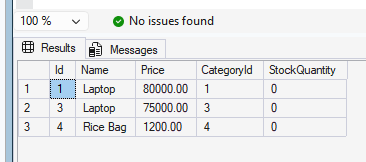 100 %
No issues found
Results Messages
Id Name Price CategoryId StockQuantity
1 1 Laptop 80000.00 1 0
2 3 Laptop 75000.00 3 0
3 4 Rice Bag 1200.00 4 0